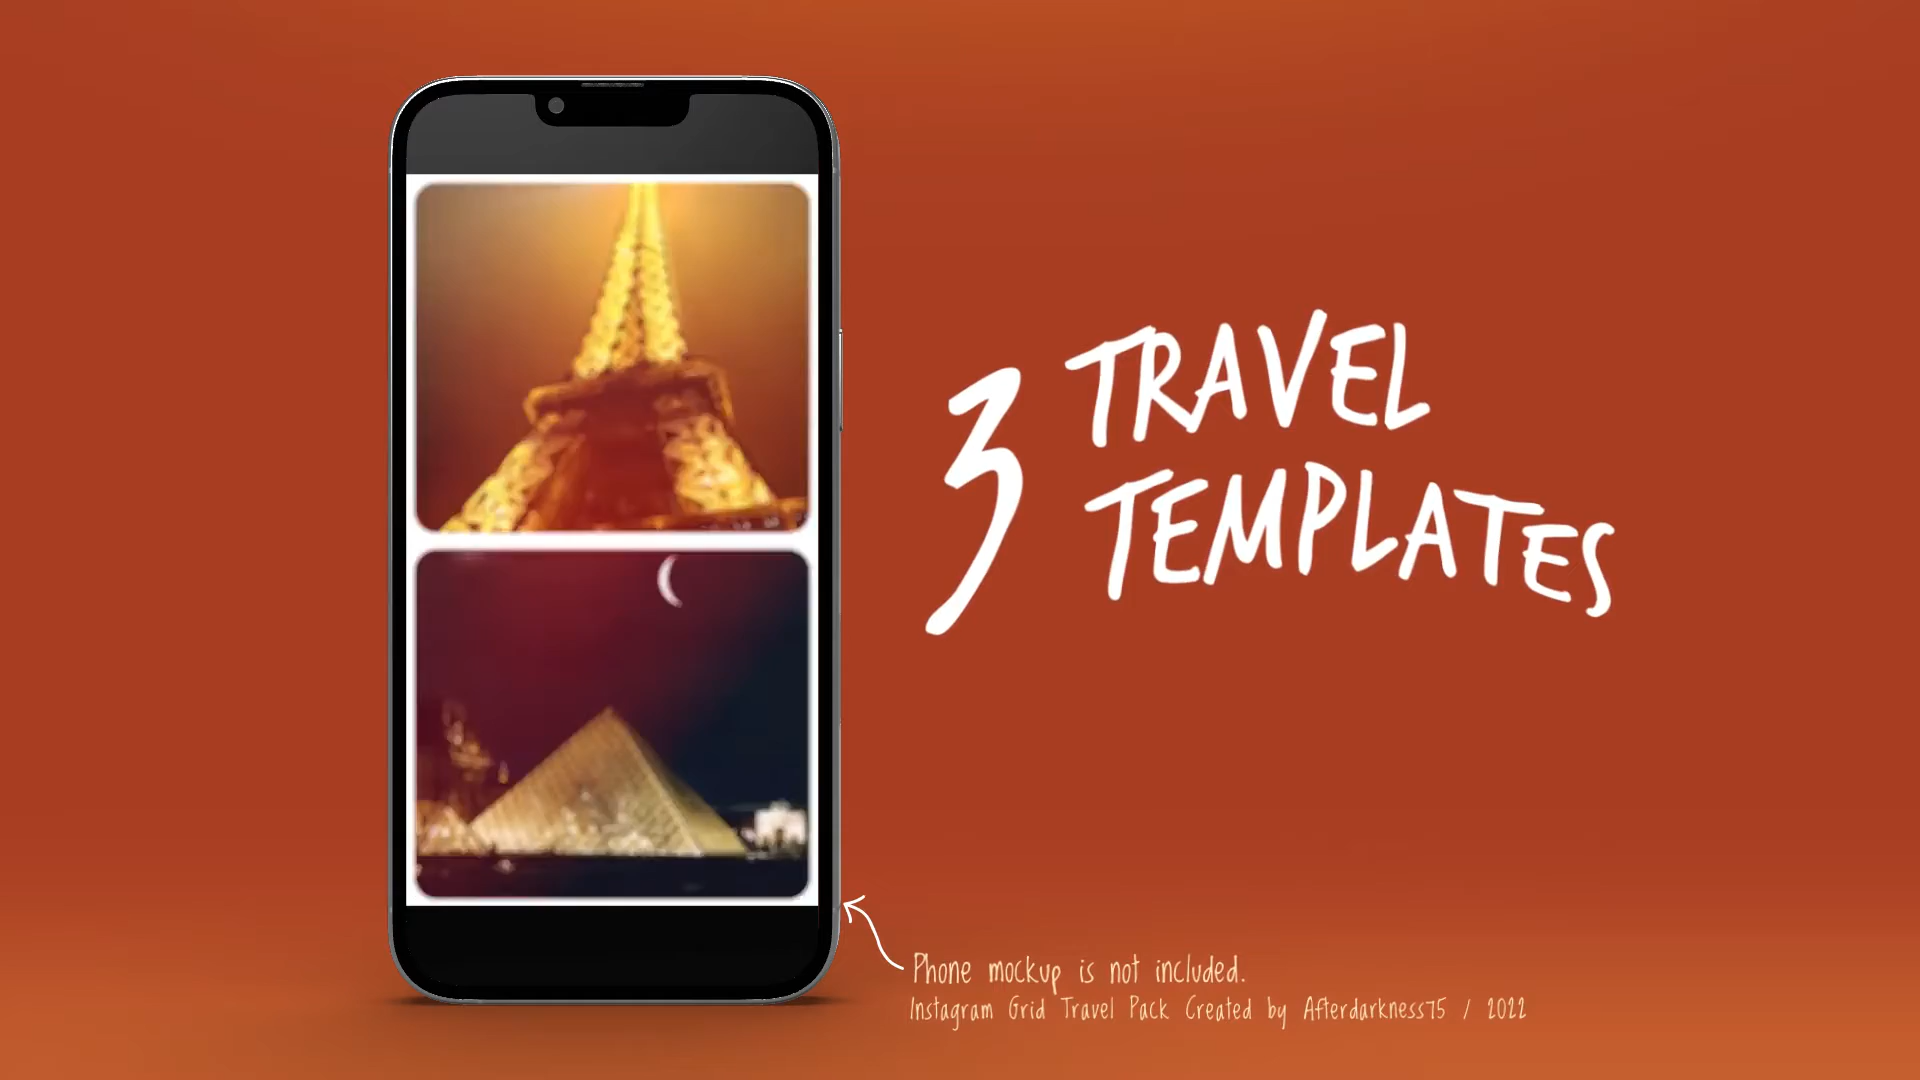 3 TRAVEL
TEMPLATES
Phone mockup is not included.
Instagram Grid Travel Pack Created by Afterdarkness75 / 2022